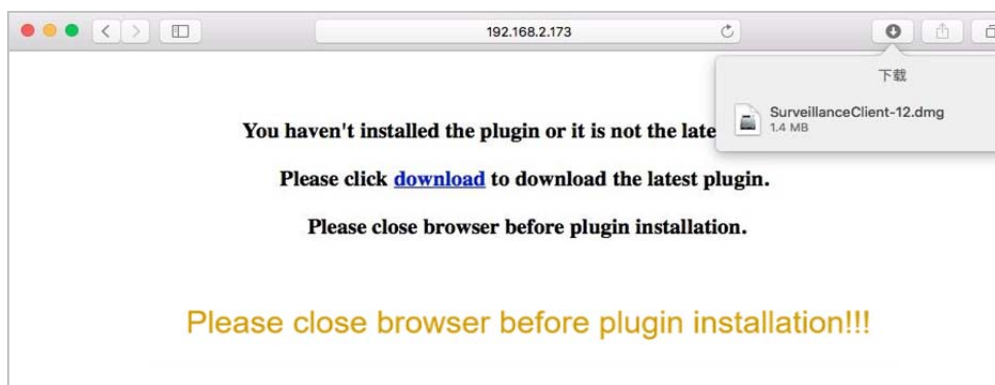 192.168.2.173
下载
SurveillanceClient-12.dmg
1.4 MB
You haven't installed the plugin or it is not the late
Please click download to download the latest plugin.
Please close browser before plugin installation.
Please close browser before plugin installation!!!